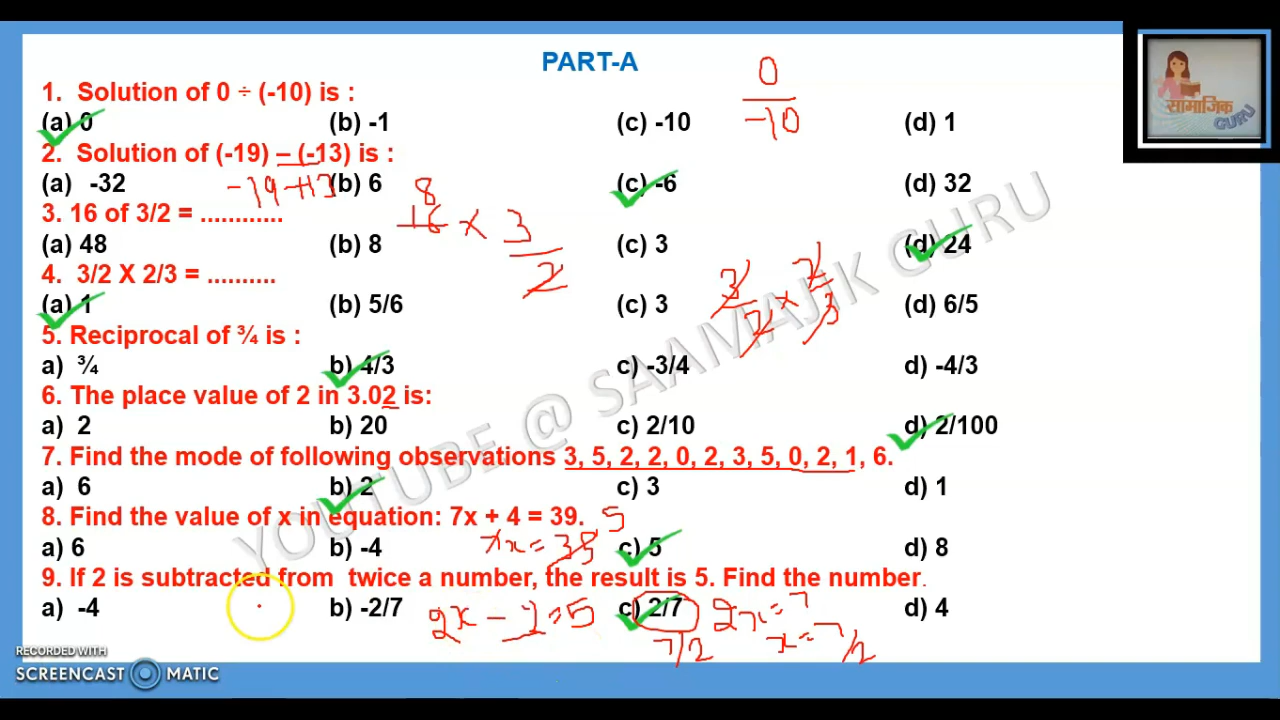 PART-A
1. Solution of 0 ÷ (-10) is :
(a) 0 (b) -1 (c) -10 (d) 1
0
-10
सामाजिक
GURU
2. Solution of (-19) – (-13) is :
(a) -32 (b) 6 (c) -6 (d) 32
-19+13
3. 16 of 3/2 = ............
(a) 48 (b) 8 (c) 3 (d) 24
8
16 x 3
2
4. 3/2 X 2/3 = ..........
(a) 1 (b) 5/6 (c) 3 (d) 6/5
3 2
2 x 3
5. Reciprocal of ¾ is :
a) ¾ b) 4/3 c) -3/4 d) -4/3
6. The place value of 2 in 3.02 is:
a) 2 b) 20 c) 2/10 d) 2/100
7. Find the mode of following observations 3, 5, 2, 2, 0, 2, 3, 5, 0, 2, 1, 6.
a) 6 b) 2 c) 3 d) 1
8. Find the value of x in equation: 7x + 4 = 39.
5
7x = 35
a) 6 b) -4 c) 5 d) 8
9. If 2 is subtracted from twice a number, the result is 5. Find the number.
a) -4 b) -2/7 c) 2/7 d) 4
2x - 2 = 5
2x = 7
7/2
x = 7/2
YOUTUBE @ SAAMAJIK GURU
RECORDED WITH
SCREENCAST MATIC